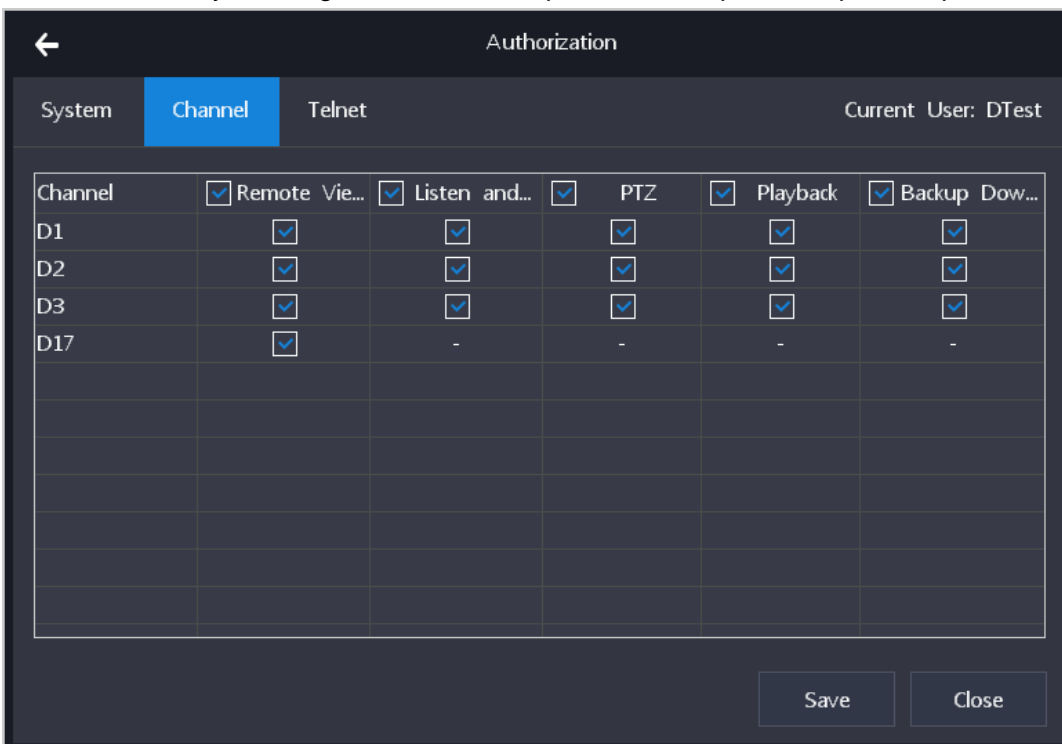 Authorization
System Channel Telnet Current User: DTest
Channel Remote Vie... Listen and... PTZ Playback Backup Dow...
D1
D2
D3
D17 - - - -
Save Close